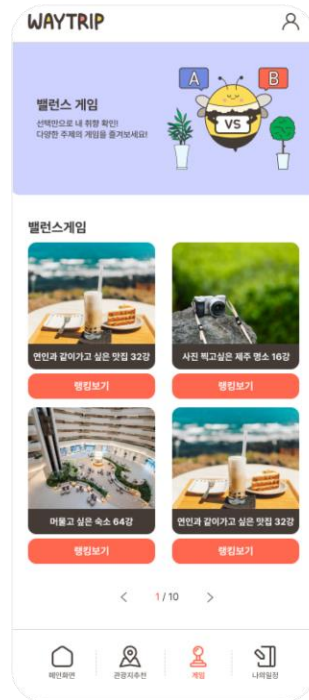 WAYTRIP
A
B
VS
밸런스 게임
선택만으로 내 취향 확인!
다양한 주제의 게임을 즐겨보세요!
밸런스게임
연인과 같이가고 싶은 맛집 32강
사진 찍고싶은 제주 명소 16강
랭킹보기
랭킹보기
머물고 싶은 숙소 64강
연인과 같이가고 싶은 맛집 32강
랭킹보기
랭킹보기
< 1 / 10 >
메인화면
관광지추천
게임
나의일정